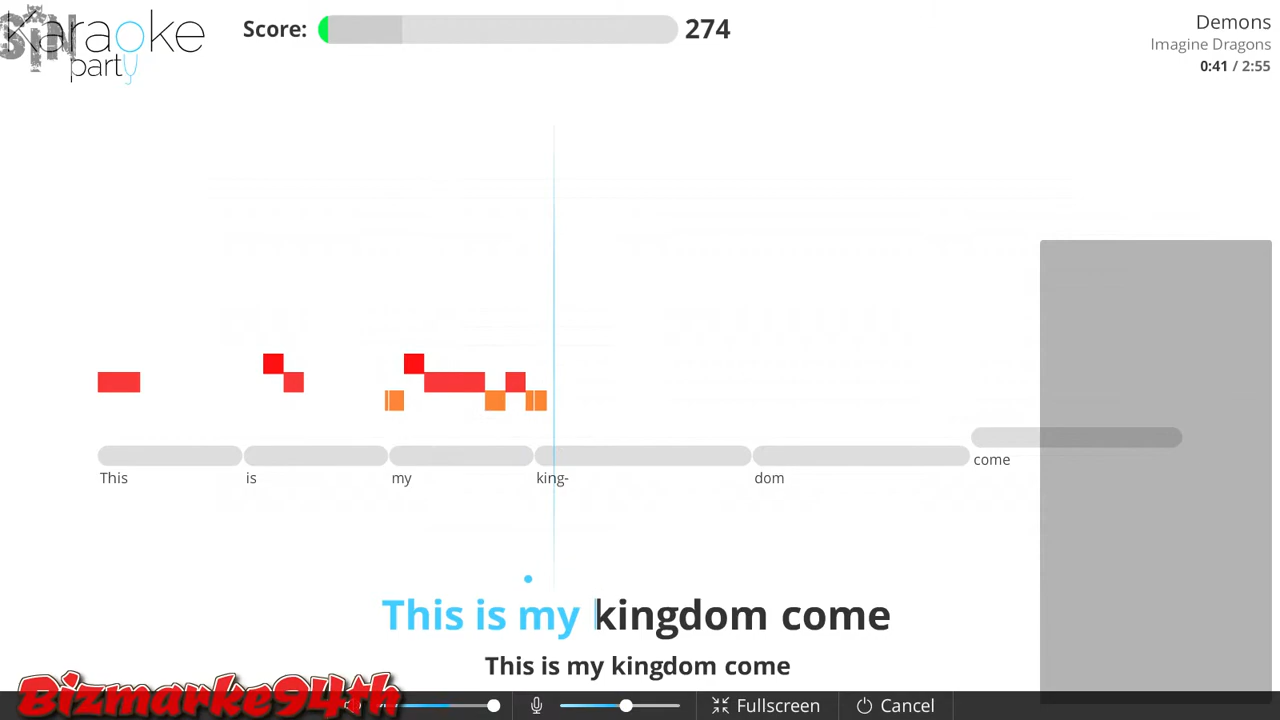 Karaoke
party
Score:
274
Demons
Imagine Dragons
0:41 / 2:55
This
is
my
king-
dom
come
This is my kingdom come
This is my kingdom come
Bizmarke94th
Fullscreen
Cancel